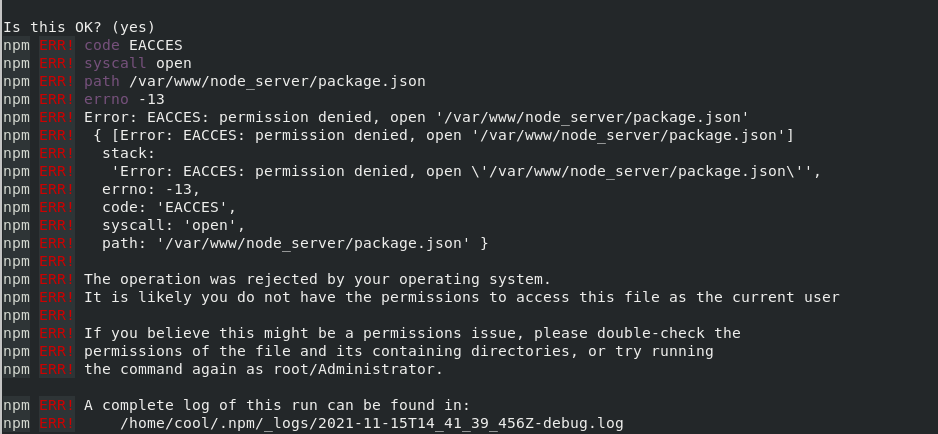 Is this OK? (yes)
npm ERR! code EACCES
npm ERR! syscall open
npm ERR! path /var/www/node_server/package.json
npm ERR! errno -13
npm ERR! Error: EACCES: permission denied, open '/var/www/node_server/package.json'
npm ERR!  { [Error: EACCES: permission denied, open '/var/www/node_server/package.json']
npm ERR!   stack:
npm ERR!    'Error: EACCES: permission denied, open \'/var/www/node_server/package.json\'',
npm ERR!   errno: -13,
npm ERR!   code: 'EACCES',
npm ERR!   syscall: 'open',
npm ERR!   path: '/var/www/node_server/package.json' }
npm ERR!
npm ERR! The operation was rejected by your operating system.
npm ERR! It is likely you do not have the permissions to access this file as the current user
npm ERR!
npm ERR! If you believe this might be a permissions issue, please double-check the
npm ERR! permissions of the file and its containing directories, or try running
npm ERR! the command again as root/Administrator.
npm ERR! A complete log of this run can be found in:
npm ERR!     /home/cool/.npm/_logs/2021-11-15T14_41_39_456Z-debug.log